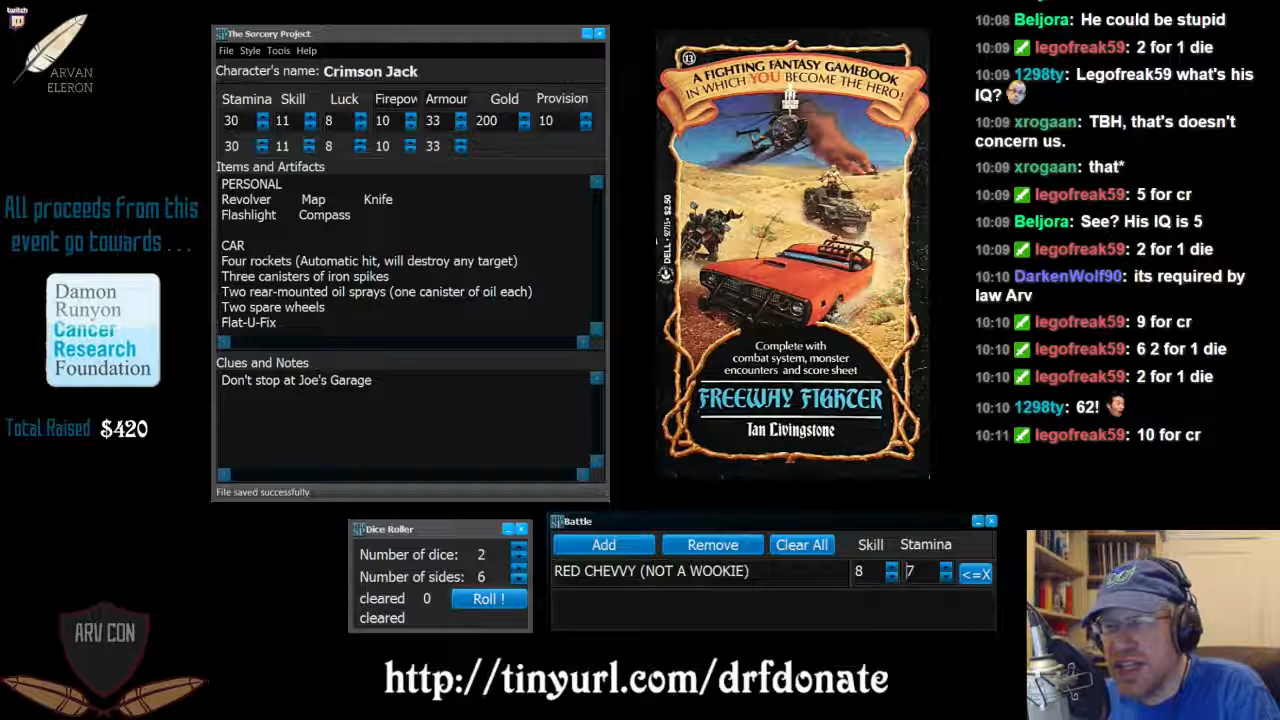 twitch
ARVAN
ELERON
All proceeds from this
event go towards . . .
Damon
Runyon
Cancer
Research
Foundation
Total Raised $420
ARV CON
The Sorcery Project
File Style Tools Help
Character's name: Crimson Jack
Stamina Skill Luck Firepow Armour Gold Provision
30 11 8 10 33 200 10
30 11 8 10 33
Items and Artifacts
PERSONAL
Revolver Map Knife
Flashlight Compass
CAR
Four rockets (Automatic hit, will destroy any target)
Three canisters of iron spikes
Two rear-mounted oil sprays (one canister of oil each)
Two spare wheels
Flat-U-Fix
Clues and Notes
Don't stop at Joe's Garage
File saved successfully.
13
A FIGHTING FANTASY GAMEBOOK
IN WHICH YOU BECOME THE HERO!
DELL • 92715 • $2.50
Complete with
combat system, monster
encounters and score sheet
FREEWAY FIGHTER
Ian Livingstone
10:08 Beljora: He could be stupid
10:09 legofreak59: 2 for 1 die
10:09 1298ty: Legofreak59 what's his
IQ?
10:09 xrogaan: TBH, that's doesn't
concern us.
10:09 xrogaan: that*
10:09 legofreak59: 5 for cr
10:09 Beljora: See? His IQ is 5
10:09 legofreak59: 2 for 1 die
10:10 DarkenWolf90: its required by
law Arv
10:10 legofreak59: 9 for cr
10:10 legofreak59: 6 2 for 1 die
10:10 legofreak59: 2 for 1 die
10:10 1298ty: 62!
10:11 legofreak59: 10 for cr
Dice Roller
Number of dice: 2
Number of sides: 6
cleared 0 Roll !
cleared
Battle
Add Remove Clear All Skill Stamina
RED CHEVVY (NOT A WOOKIE) 8 7 <=X
http://tinyurl.com/drfdonate